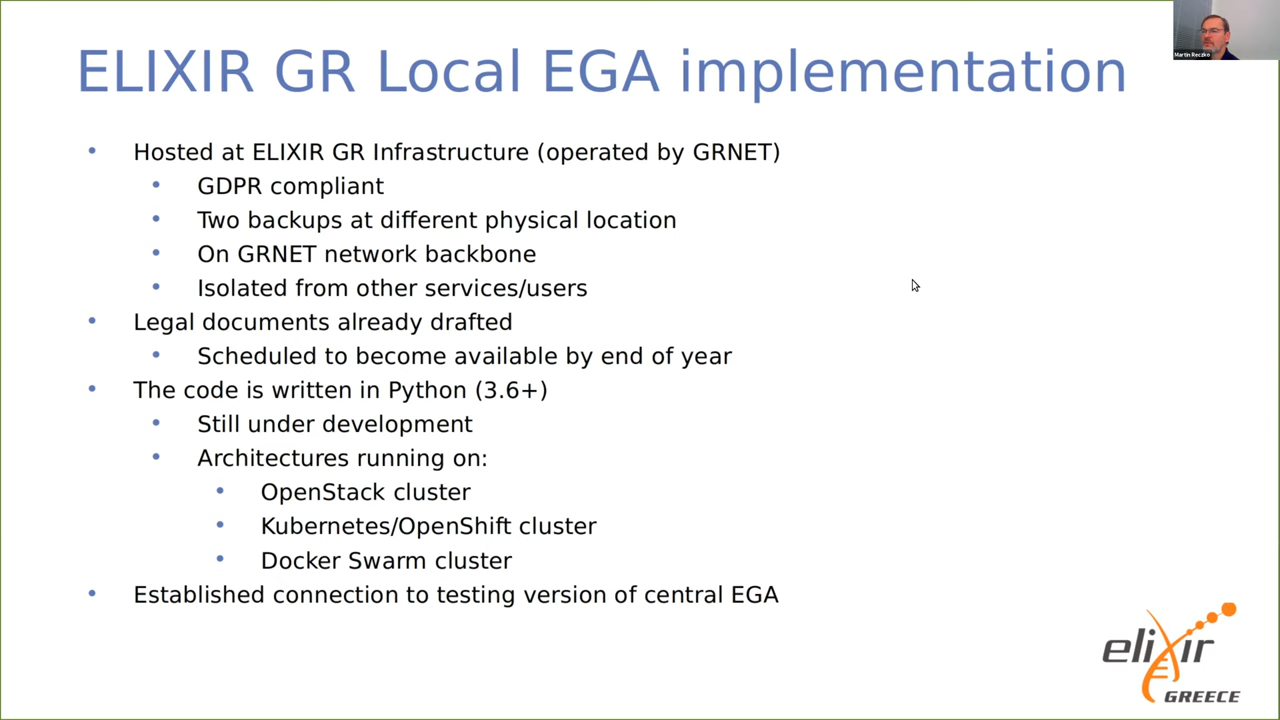 ELIXIR GR Local EGA implementation
Martin Reczko
• Hosted at ELIXIR GR Infrastructure (operated by GRNET)
• GDPR compliant
• Two backups at different physical location
• On GRNET network backbone
• Isolated from other services/users
• Legal documents already drafted
• Scheduled to become available by end of year
• The code is written in Python (3.6+)
• Still under development
• Architectures running on:
• OpenStack cluster
• Kubernetes/OpenShift cluster
• Docker Swarm cluster
• Established connection to testing version of central EGA
elixir
GREECE